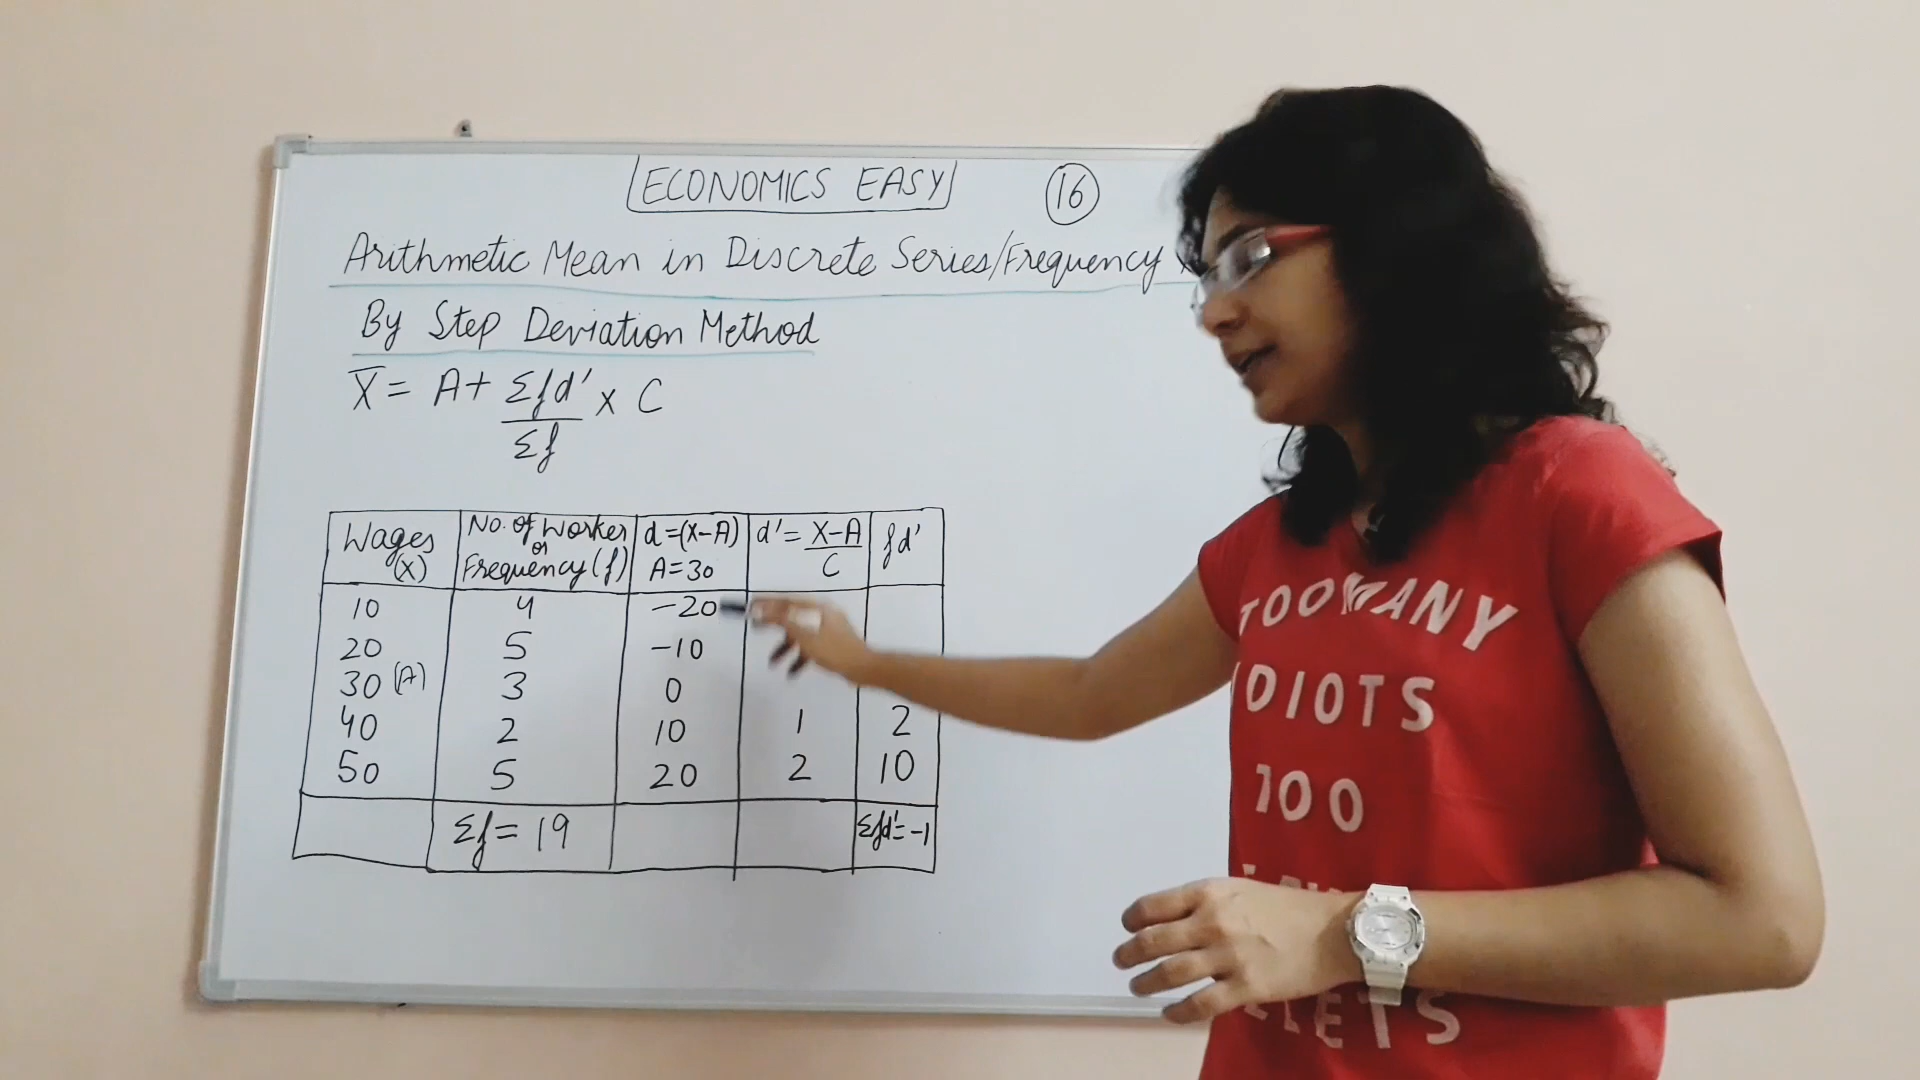 ECONOMICS EASY
16
Arithmetic Mean in Discrete Series/Frequency
By Step Deviation Method
X̅ = A + Σfd'/Σf x C
Wages (X) No. of Worker or Frequency (f) d=(X-A) A=30 d' = X-A/C fd'
10 4 -20
20 5 -10
30 (A) 3 0
40 2 10 1 2
50 5 20 2 10
Σf = 19 Σfd'=-1
TOO MANY
IDIOTS
100